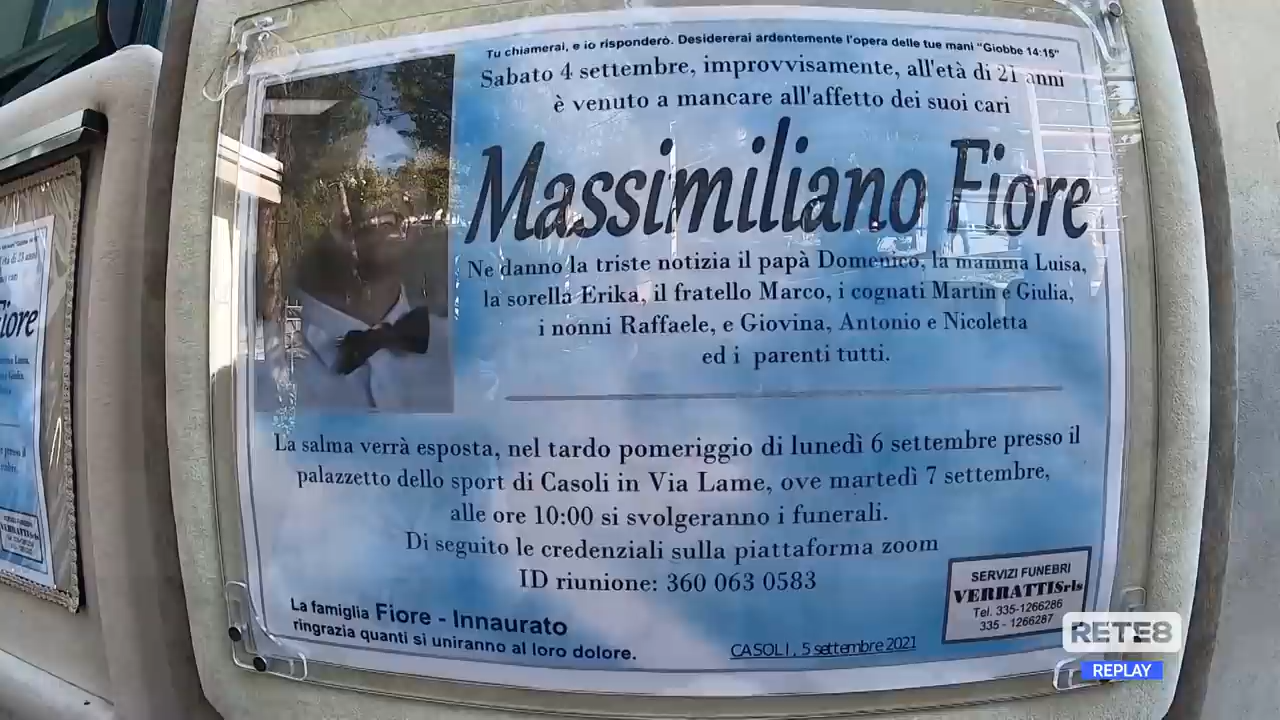 Tu chiamerai, e io risponderò. Desidererai ardentemente l'opera delle tue mani "Giobbe 14:15"
Sabato 4 settembre, improvvisamente, all'età di 21 anni
è venuto a mancare all'affetto dei suoi cari
Massimiliano Fiore
Ne danno la triste notizia il papà Domenico, la mamma Luisa,
la sorella Erika, il fratello Marco, i cognati Martin e Giulia,
i nonni Raffaele, e Giovina, Antonio e Nicoletta
ed i parenti tutti.
La salma verrà esposta, nel tardo pomeriggio di lunedì 6 settembre presso il
palazzetto dello sport di Casoli in Via Lame, ove martedì 7 settembre,
alle ore 10:00 si svolgeranno i funerali.
Di seguito le credenziali sulla piattaforma zoom
ID riunione: 360 063 0583
La famiglia Fiore - Innaurato
ringrazia quanti si uniranno al loro dolore.
CASOLI, 5 settembre 2021
SERVIZI FUNEBRI
VERRATTI Srls
Tel. 335-1266286
335 - 1266287
RETE8
REPLAY